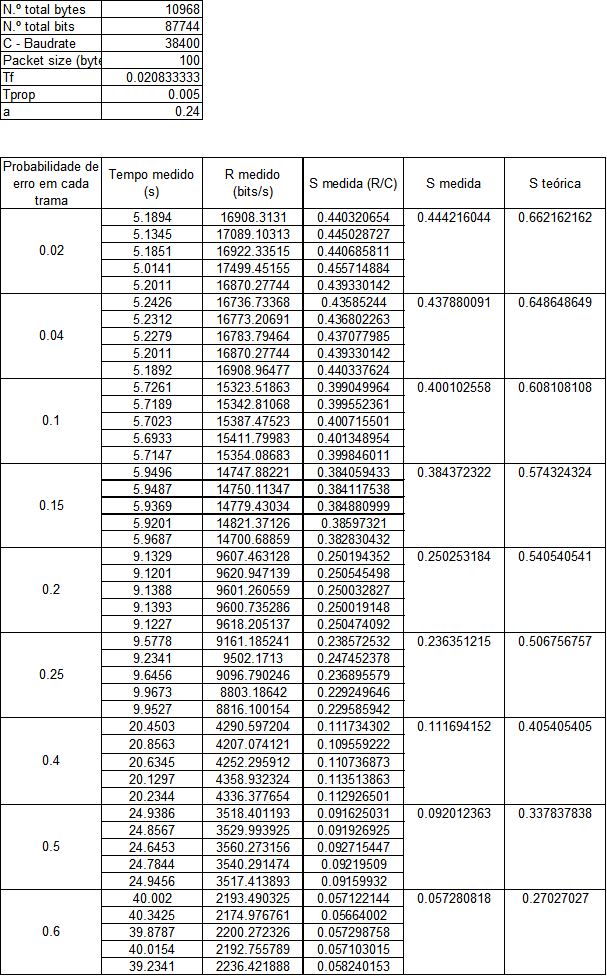 N.º total bytes 10968
N.º total bits 87744
C - Baudrate 38400
Packet size (byte 100
Tf 0.020833333
Tprop 0.005
a 0.24
Probabilidade de erro em cada trama Tempo medido (s) R medido (bits/s) S medida (R/C) S medida S teórica
0.02 5.1894 16908.3131 0.440320654 0.444216044 0.662162162
5.1345 17089.10313 0.445028727
5.1851 16922.33515 0.440685811
5.0141 17499.45155 0.455714884
5.2011 16870.27744 0.439330142
0.04 5.2426 16736.73368 0.43585244 0.437880091 0.648648649
5.2312 16773.20691 0.436802263
5.2279 16783.79464 0.437077985
5.2011 16870.27744 0.439330142
5.1892 16908.96477 0.440337624
0.1 5.7261 15323.51863 0.399049964 0.400102558 0.608108108
5.7189 15342.81068 0.399552361
5.7023 15387.47523 0.400715501
5.6933 15411.79983 0.401348954
5.7147 15354.08683 0.399846011
0.15 5.9496 14747.88221 0.384059433 0.384372322 0.574324324
5.9487 14750.11347 0.384117538
5.9369 14779.43034 0.384880999
5.9201 14821.37126 0.38597321
5.9687 14700.68859 0.382830432
0.2 9.1329 9607.463128 0.250194352 0.250253184 0.540540541
9.1201 9620.947139 0.250545498
9.1388 9601.260559 0.250032827
9.1393 9600.735286 0.250019148
9.1227 9618.205137 0.250474092
0.25 9.5778 9161.185241 0.238572532 0.236351215 0.506756757
9.2341 9502.1713 0.247452378
9.6456 9096.790246 0.236895579
9.9673 8803.18642 0.229249646
9.9527 8816.100154 0.229585942
0.4 20.4503 4290.597204 0.111734302 0.111694152 0.405405405
20.8563 4207.074121 0.109559222
20.6345 4252.295912 0.110736873
20.1297 4358.932324 0.113513863
20.2344 4336.377654 0.112926501
0.5 24.9386 3518.401193 0.091625031 0.092012363 0.337837838
24.8567 3529.993925 0.091926925
24.6453 3560.273156 0.092715447
24.7844 3540.291474 0.09219509
24.9456 3517.413893 0.09159932
0.6 40.002 2193.490325 0.057122144 0.057280818 0.27027027
40.3425 2174.976761 0.05664002
39.8787 2200.272326 0.057298758
40.0154 2192.755789 0.057103015
39.2341 2236.421888 0.058240153